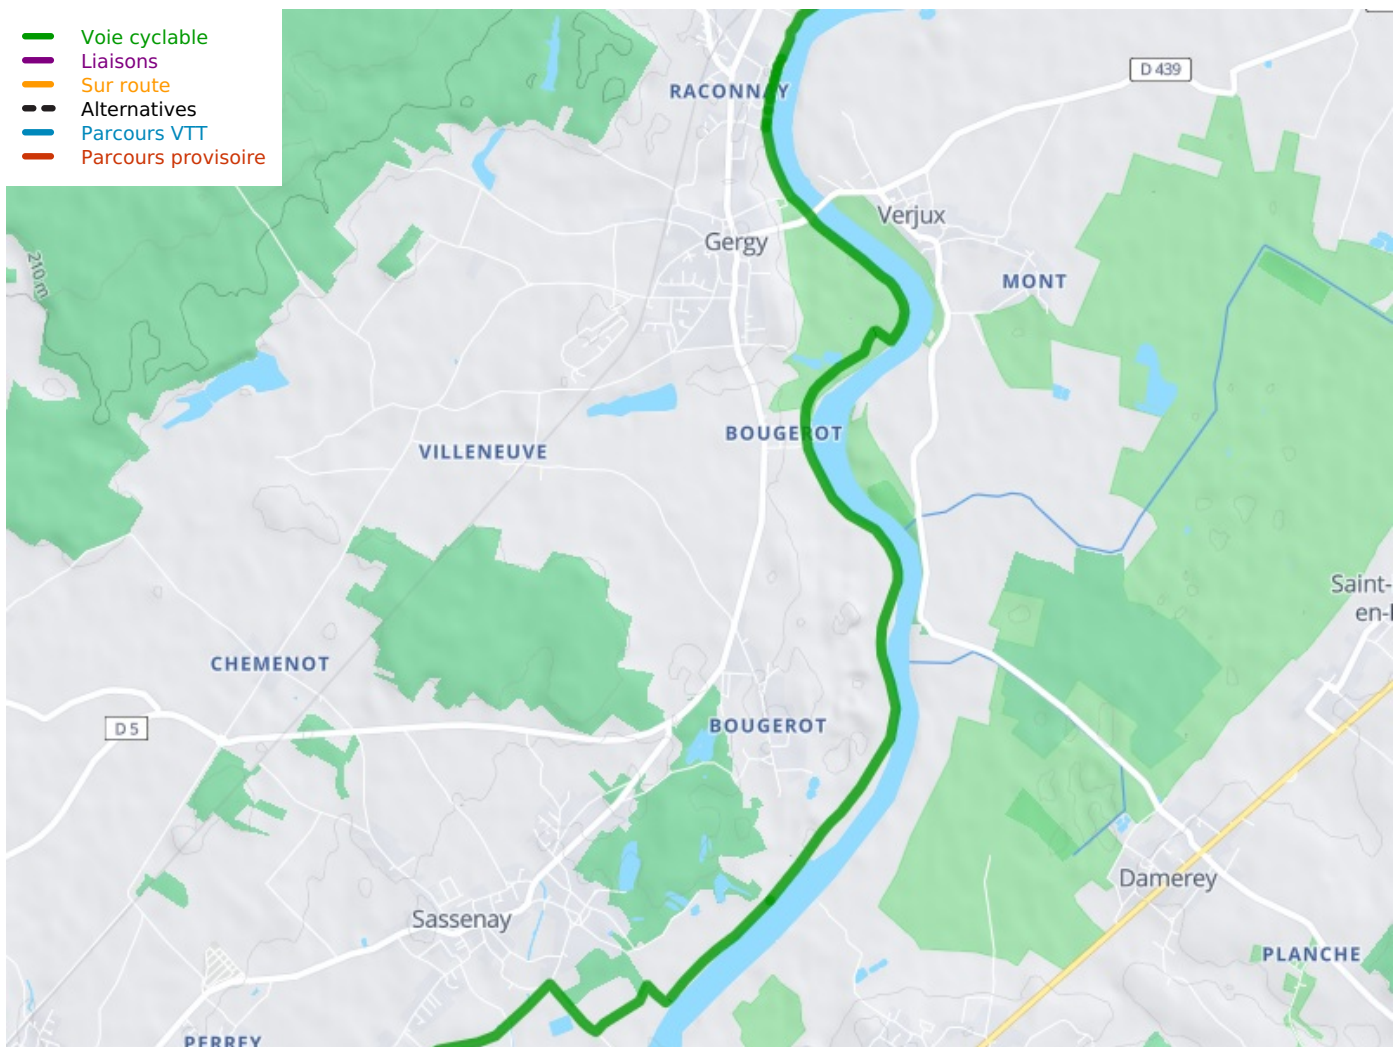 Voie cyclable
Liaisons
Sur route
Alternatives
Parcours VTT
Parcours provisoire
D 439
RACONNAY
Verjux
Gergy
210 m
MONT
BOUGEROT
VILLENEUVE
Saint-
en-
CHEMENOT
D 5
BOUGEROT
Damerey
Sassenay
PLANCHE
PERREY